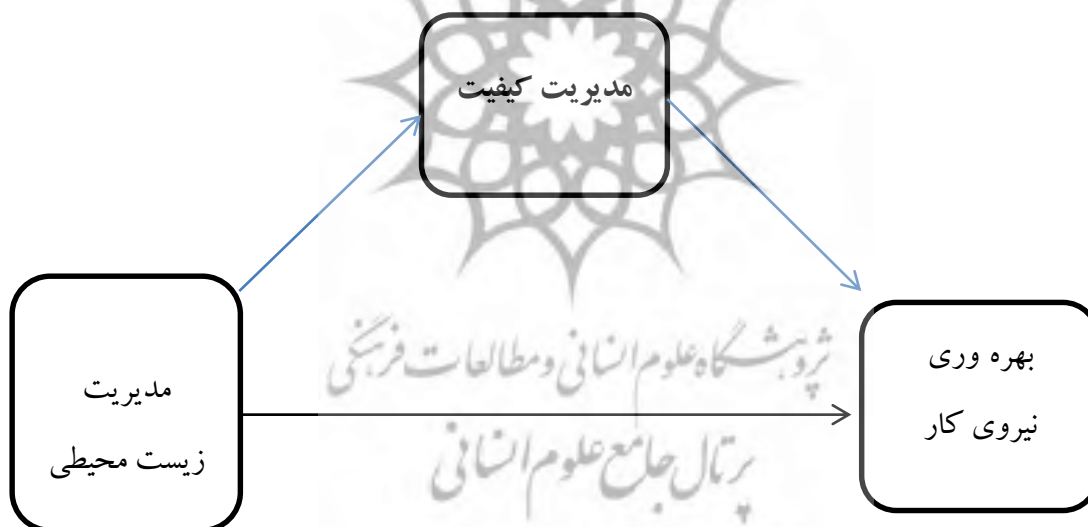 مدیریت کیفیت
مدیریت
زیست محیطی
بهره وری
نیروی کار
پژوهشگاه علوم انسانی و مطالعات فرهنگی
پرتال جامع علوم انسانی